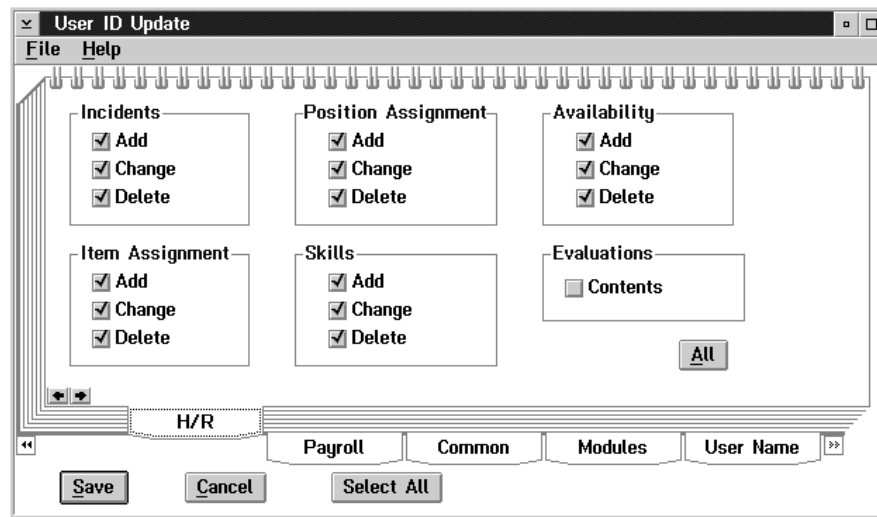 User ID Update
File Help
Incidents
Add
Change
Delete
Position Assignment
Add
Change
Delete
Availability
Add
Change
Delete
Item Assignment
Add
Change
Delete
Skills
Add
Change
Delete
Evaluations
Contents
All
H/R
Payroll Common Modules User Name
Save Cancel Select All